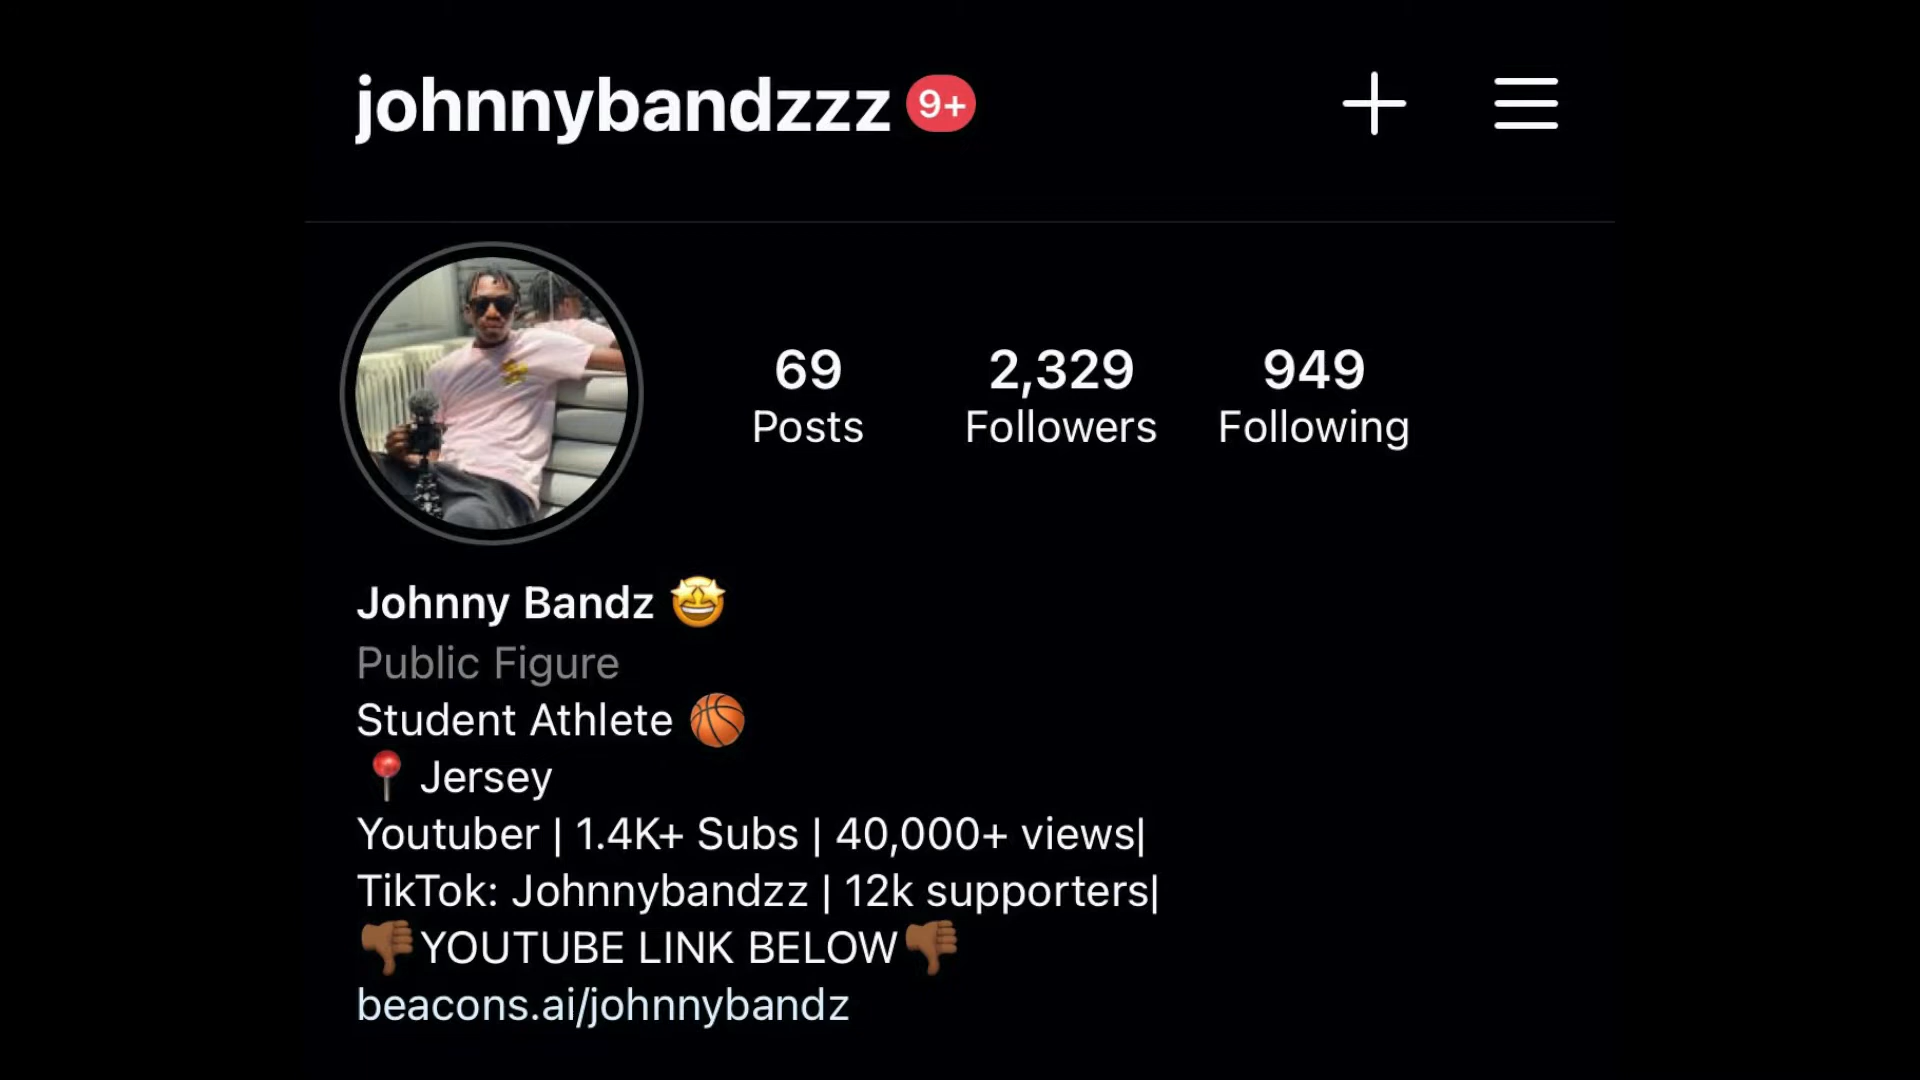 johnnybandzzz 9+
69 2,329 949
Posts Followers Following
Johnny Bandz 🤩
Public Figure
Student Athlete 🏀
📍 Jersey
Youtuber | 1.4K+ Subs | 40,000+ views|
TikTok: Johnnybandzz | 12k supporters|
👎🏾YOUTUBE LINK BELOW👎🏾
beacons.ai/johnnybandz